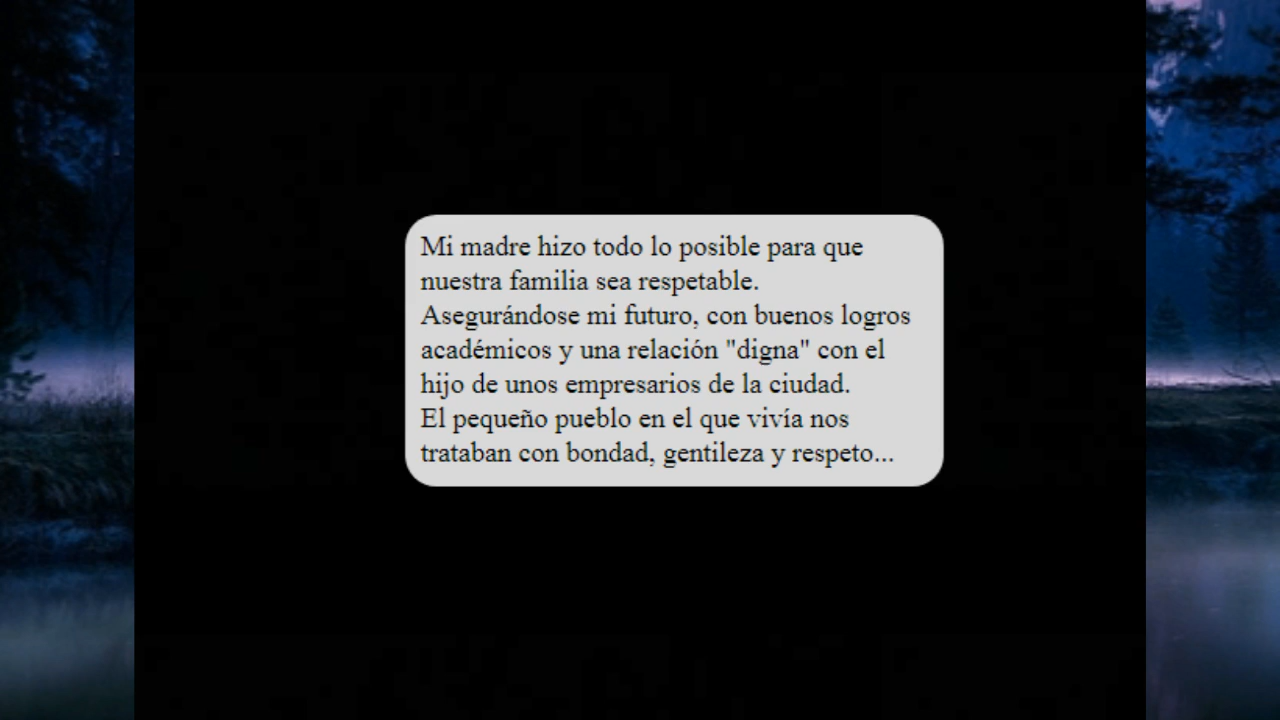 Mi madre hizo todo lo posible para que
nuestra familia sea respetable.
Asegurándose mi futuro, con buenos logros
académicos y una relación "digna" con el
hijo de unos empresarios de la ciudad.
El pequeño pueblo en el que vivía nos
trataban con bondad, gentileza y respeto...